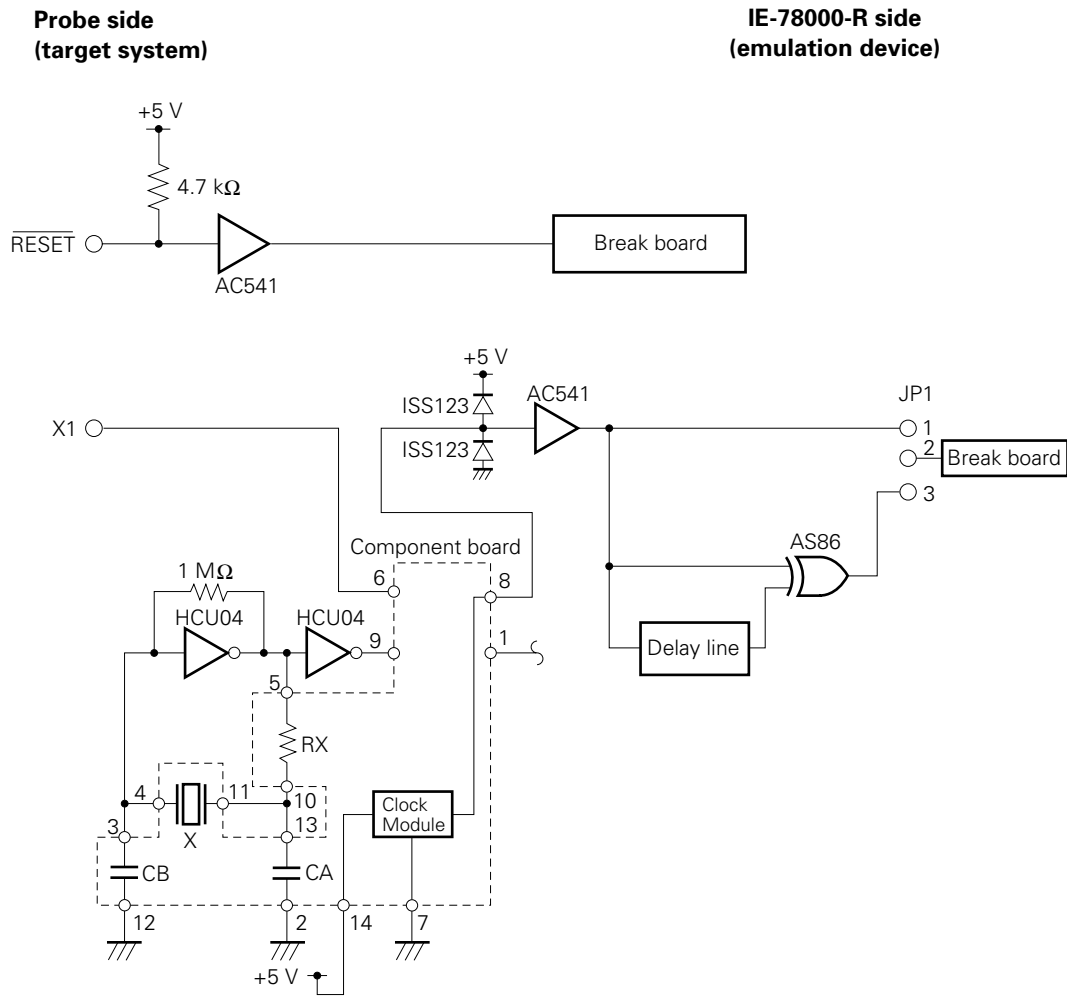 Probe side
(target system)
IE-78000-R side
(emulation device)
+5 V
4.7 kΩ
RESET
AC541
Break board
+5 V
ISS123
AC541
JP1
X1
1
ISS123
2
Break board
3
AS86
Component board
1 MΩ
6
8
HCU04
HCU04
9
1
Delay line
5
RX
4
11
10
Clock
Module
3
X
13
CB
CA
12
2
14
7
+5 V